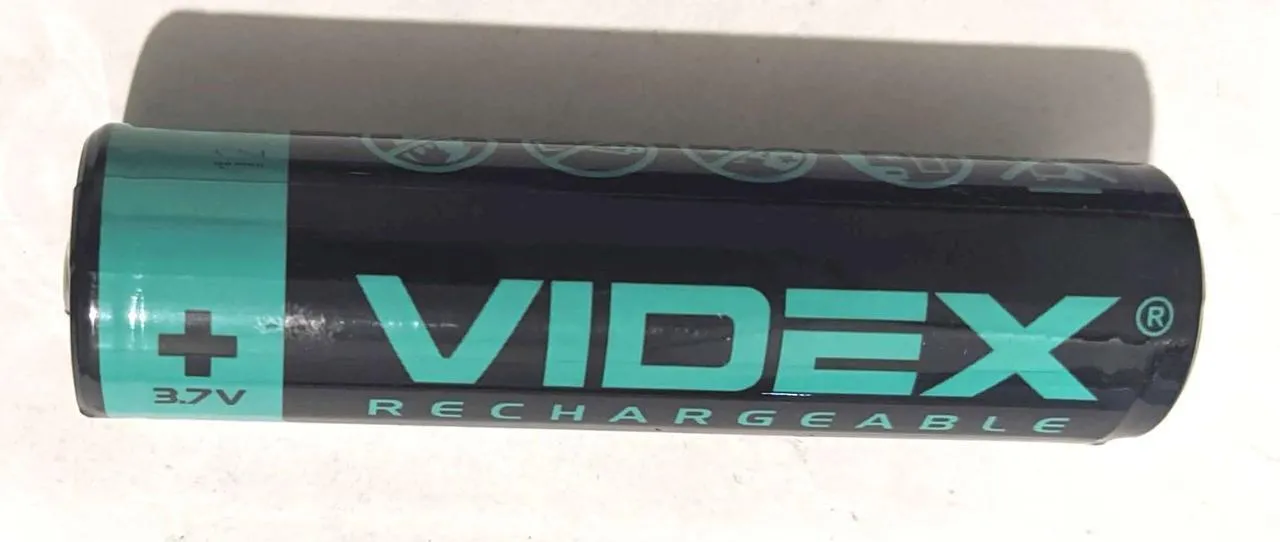 +
3.7V
VIDEX®
RECHARGEABLE